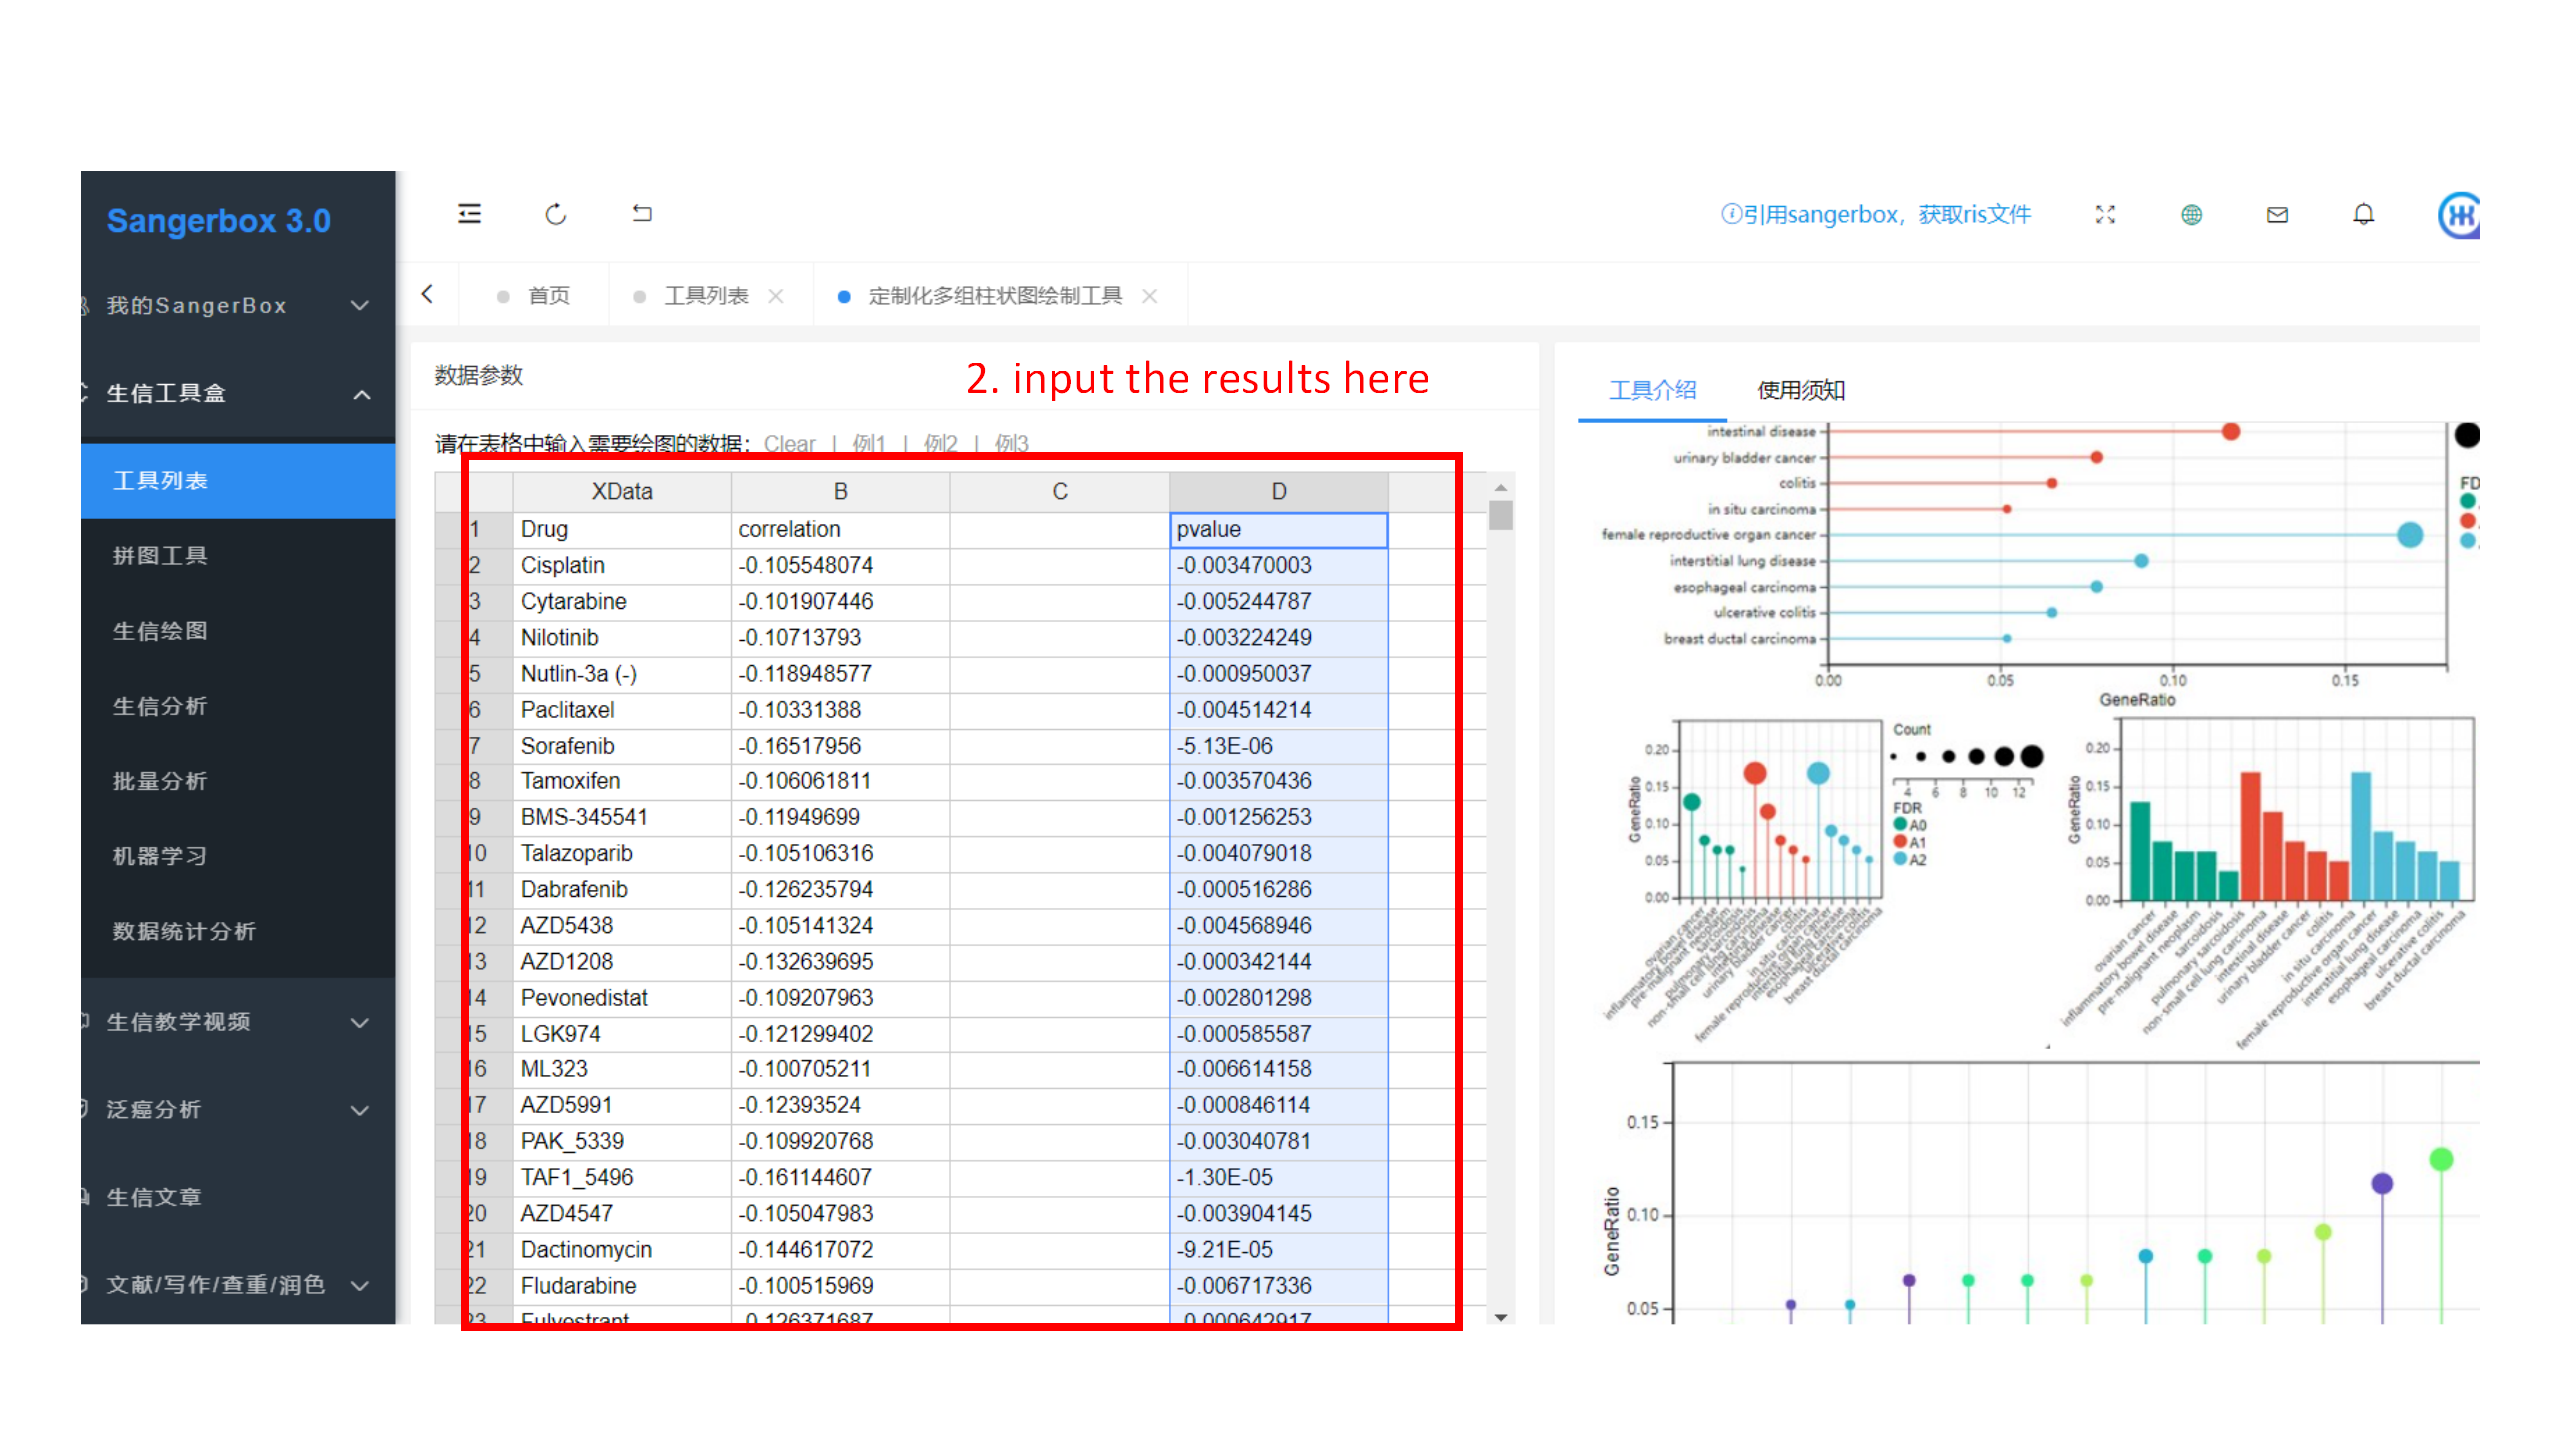 Sangerbox 3.0
我的SangerBox
生信工具盒
工具列表
拼图工具
生信绘图
生信分析
批量分析
机器学习
数据统计分析
生信教学视频
泛癌分析
生信文章
文献/写作/查重/润色
引用sangerbox，获取ris文件
首页
工具列表
定制化多组柱状图绘制工具
数据参数
2. input the results here
请在表格中输入需要绘图的数据：Clear | 例1 | 例2 | 例3
XData B C D
1 Drug correlation pvalue
2 Cisplatin -0.105548074 -0.003470003
3 Cytarabine -0.101907446 -0.005244787
4 Nilotinib -0.10713793 -0.003224249
5 Nutlin-3a (-) -0.118948577 -0.000950037
6 Paclitaxel -0.10331388 -0.004514214
7 Sorafenib -0.16517956 -5.13E-06
8 Tamoxifen -0.106061811 -0.003570436
9 BMS-345541 -0.11949699 -0.001256253
10 Talazoparib -0.105106316 -0.004079018
11 Dabrafenib -0.126235794 -0.000516286
12 AZD5438 -0.105141324 -0.004568946
13 AZD1208 -0.132639695 -0.000342144
14 Pevonedistat -0.109207963 -0.002801298
15 LGK974 -0.121299402 -0.000585587
16 ML323 -0.100705211 -0.006614158
17 AZD5991 -0.12393524 -0.000846114
18 PAK_5339 -0.109920768 -0.003040781
19 TAF1_5496 -0.161144607 -1.30E-05
20 AZD4547 -0.105047983 -0.003904145
21 Dactinomycin -0.144617072 -9.21E-05
22 Fludarabine -0.100515969 -0.006717336
23 Fulvestrant -0.126371687 -0.000642917
工具介绍 使用须知
intestinal disease
urinary bladder cancer
colitis
in situ carcinoma
female reproductive organ cancer
interstitial lung disease
esophageal carcinoma
ulcerative colitis
breast ductal carcinoma
0.00 0.05 0.10 0.15
GeneRatio
FD
GeneRatio
0.20
0.15
0.10
0.05
0.00
Count
4 6 8 10 12
FDR
A0
A1
A2
GeneRatio
0.20
0.15
0.10
0.05
0.00
ovarian cancer
inflammatory bowel disease
pre-malignant neoplasm
sarcoidosis
pulmonary sarcoidosis
non-small cell lung carcinoma
intestinal disease
urinary bladder cancer
colitis
in situ carcinoma
female reproductive organ cancer
interstitial lung disease
esophageal carcinoma
ulcerative colitis
breast ductal carcinoma
GeneRatio
0.15
0.10
0.05